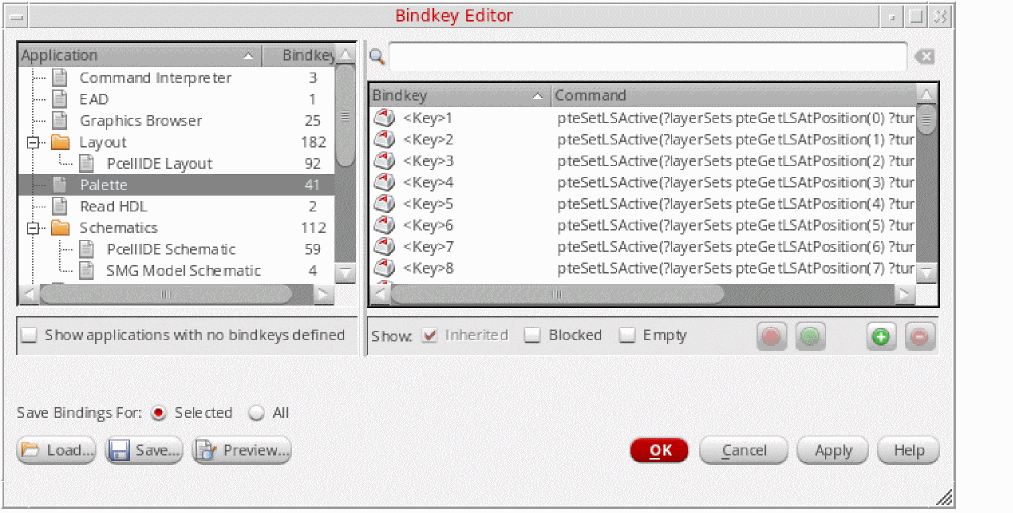 Bindkey Editor
Application Bindkey
Command Interpreter 3
EAD 1
Graphics Browser 25
Layout 182
PcellIDE Layout 92
Palette 41
Read HDL 2
Schematics 112
PcellIDE Schematic 59
SMG Model Schematic 4
Bindkey Command
<Key>1 pteSetLSActive(?layerSets pteGetLSAtPosition(0) ?tur
<Key>2 pteSetLSActive(?layerSets pteGetLSAtPosition(1) ?tur
<Key>3 pteSetLSActive(?layerSets pteGetLSAtPosition(2) ?tur
<Key>4 pteSetLSActive(?layerSets pteGetLSAtPosition(3) ?tur
<Key>5 pteSetLSActive(?layerSets pteGetLSAtPosition(4) ?tur
<Key>6 pteSetLSActive(?layerSets pteGetLSAtPosition(5) ?tur
<Key>7 pteSetLSActive(?layerSets pteGetLSAtPosition(6) ?tur
<Key>8 pteSetLSActive(?layerSets pteGetLSAtPosition(7) ?tur
Show applications with no bindkeys defined
Show: Inherited Blocked Empty
Save Bindings For: Selected All
Load... Save... Preview... OK Cancel Apply Help